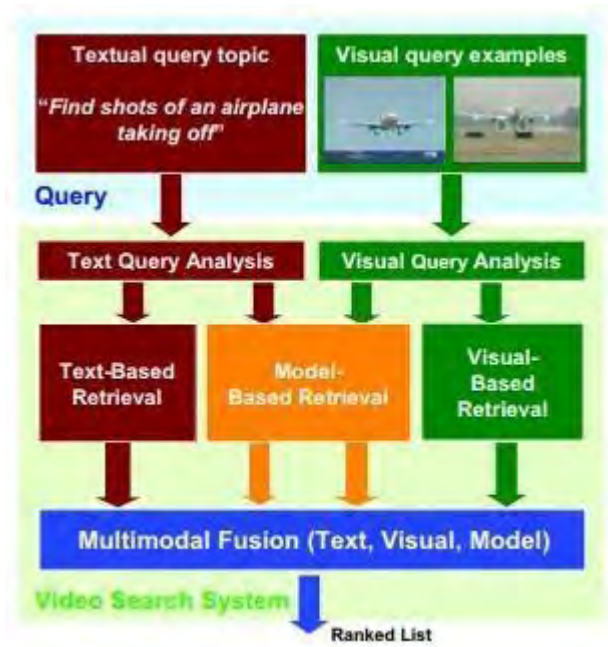 Textual query topic
"Find shots of an airplane
taking off"
Visual query examples
Query
Text Query Analysis
Visual Query Analysis
Text-Based
Retrieval
Model-
Based Retrieval
Visual-
Based
Retrieval
Multimodal Fusion (Text, Visual, Model)
Video Search System
Ranked List